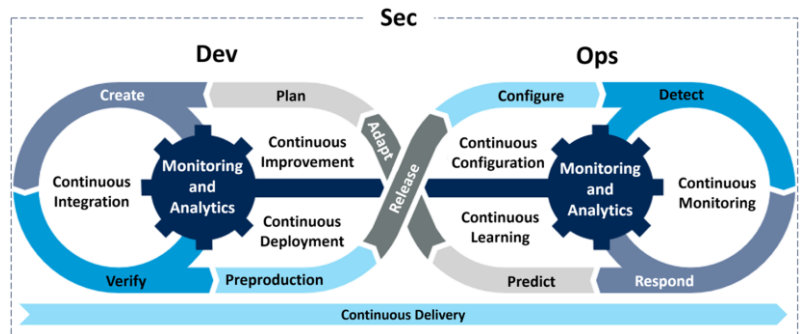 Sec
Dev
Ops
Create
Plan
Configure
Detect
Adapt
Release
Continuous
Improvement
Continuous
Configuration
Monitoring
and
Analytics
Monitoring
and
Analytics
Continuous
Integration
Continuous
Monitoring
Continuous
Deployment
Continuous
Learning
Verify
Preproduction
Predict
Respond
Continuous Delivery